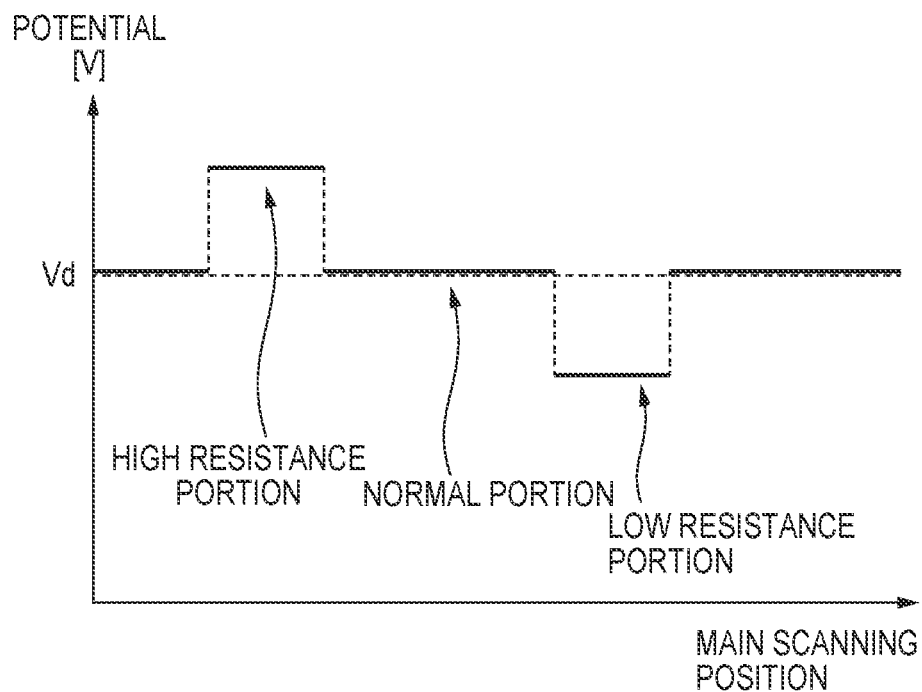 POTENTIAL
[V]
Vd
HIGH RESISTANCE
PORTION
NORMAL PORTION
LOW RESISTANCE
PORTION
MAIN SCANNING
POSITION